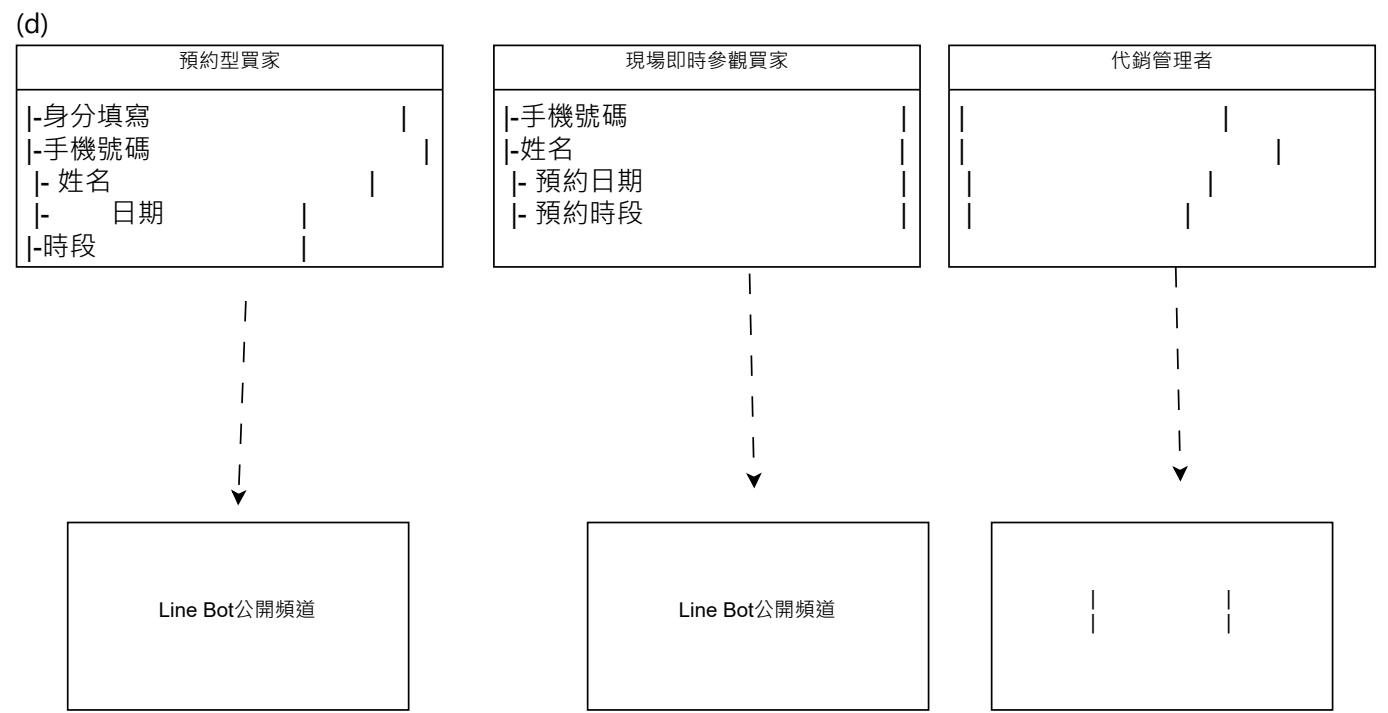 (d)
預約型買家
|-身分填寫 |
|-手機號碼 |
|- 姓名 |
|- 日期 |
|-時段 |
現場即時參觀買家
|-手機號碼 |
|-姓名 |
|- 預約日期 |
|- 預約時段 |
代銷管理者
| |
| |
| |
| |
Line Bot公開頻道
Line Bot公開頻道
| |
| |